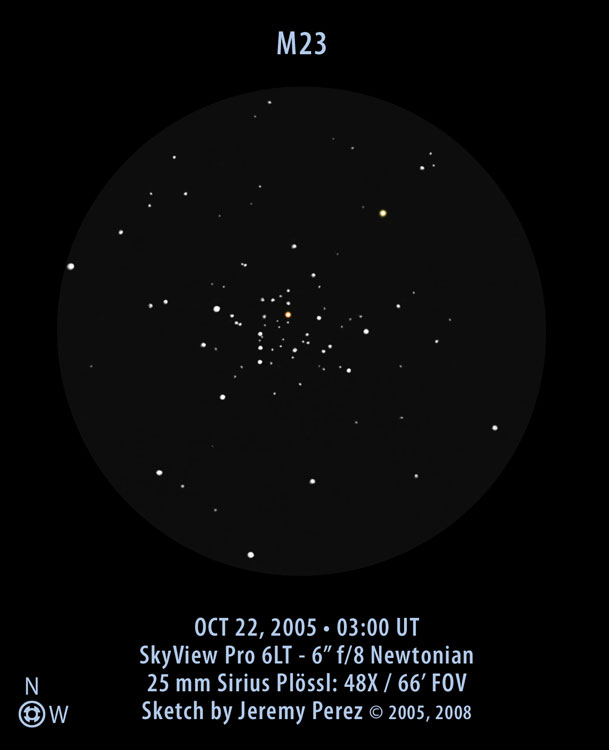 M23
OCT 22, 2005 • 03:00 UT
SkyView Pro 6LT - 6” f/8 Newtonian
25 mm Sirius Plössl: 48X / 66’ FOV
Sketch by Jeremy Perez © 2005, 2008
N
W